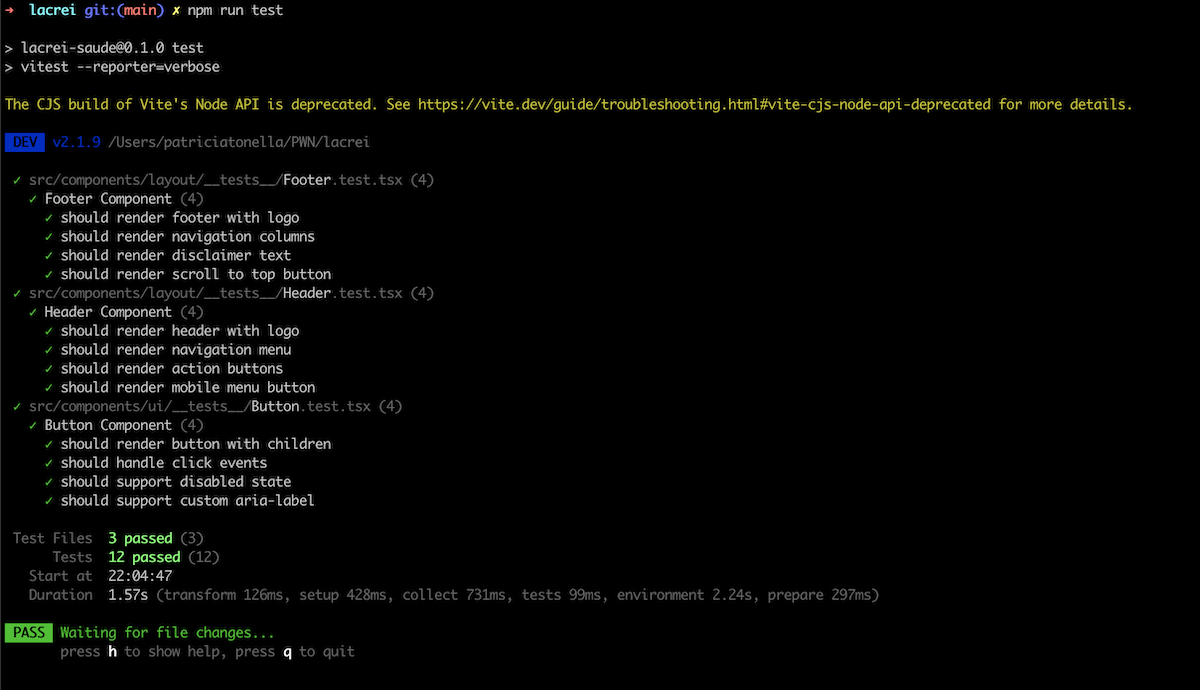 → lacrei git:(main) ✗ npm run test
> lacrei-saude@0.1.0 test
> vitest --reporter=verbose
The CJS build of Vite's Node API is deprecated. See https://vite.dev/guide/troubleshooting.html#vite-cjs-node-api-deprecated for more details.
DEV v2.1.9 /Users/patriciatonella/PWN/lacrei
✓ src/components/layout/__tests__/Footer.test.tsx (4)
✓ Footer Component (4)
✓ should render footer with logo
✓ should render navigation columns
✓ should render disclaimer text
✓ should render scroll to top button
✓ src/components/layout/__tests__/Header.test.tsx (4)
✓ Header Component (4)
✓ should render header with logo
✓ should render navigation menu
✓ should render action buttons
✓ should render mobile menu button
✓ src/components/ui/__tests__/Button.test.tsx (4)
✓ Button Component (4)
✓ should render button with children
✓ should handle click events
✓ should support disabled state
✓ should support custom aria-label
Test Files 3 passed (3)
Tests 12 passed (12)
Start at 22:04:47
Duration 1.57s (transform 126ms, setup 428ms, collect 731ms, tests 99ms, environment 2.24s, prepare 297ms)
PASS Waiting for file changes...
press h to show help, press q to quit